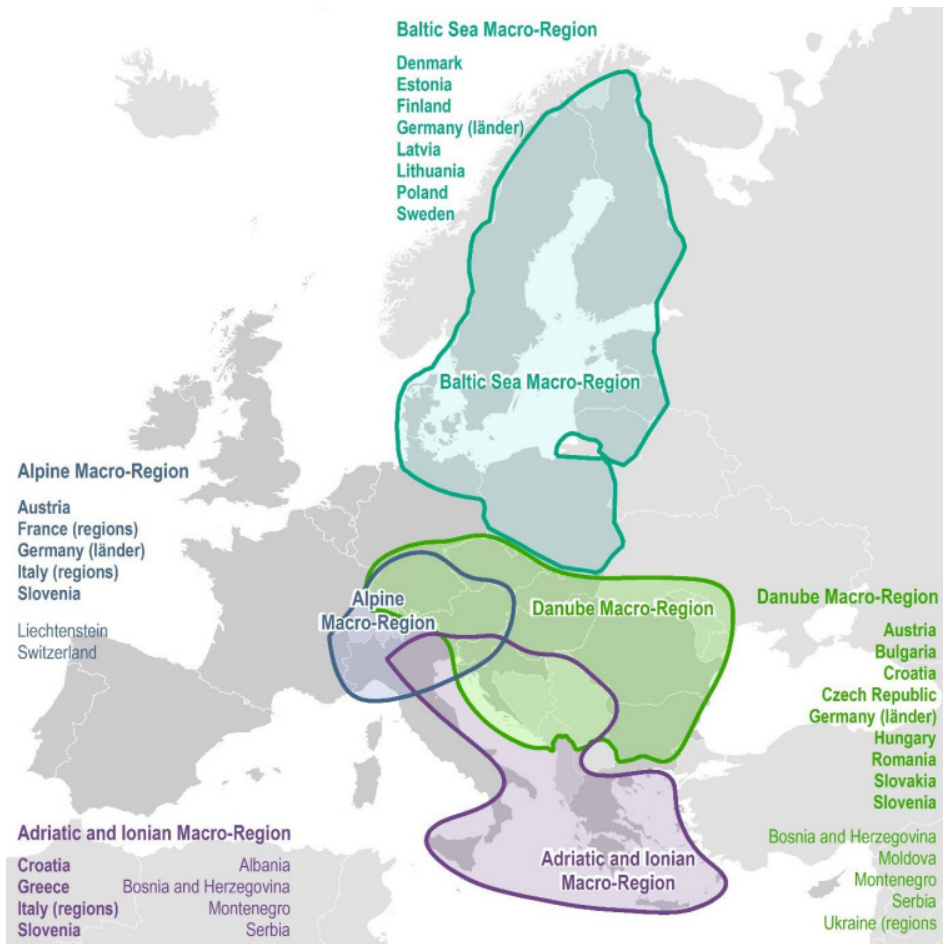 Baltic Sea Macro-Region
Denmark
Estonia
Finland
Germany (länder)
Latvia
Lithuania
Poland
Sweden
Baltic Sea Macro-Region
Alpine Macro-Region
Austria
France (regions)
Germany (länder)
Italy (regions)
Slovenia
Liechtenstein
Switzerland
Alpine
Macro-Region
Danube Macro-Region
Danube Macro-Region
Austria
Bulgaria
Croatia
Czech Republic
Germany (länder)
Hungary
Romania
Slovakia
Slovenia
Bosnia and Herzegovina
Moldova
Montenegro
Serbia
Ukraine (regions
Adriatic and Ionian Macro-Region
Croatia Albania
Greece Bosnia and Herzegovina
Italy (regions) Montenegro
Slovenia Serbia
Adriatic and Ionian
Macro-Region